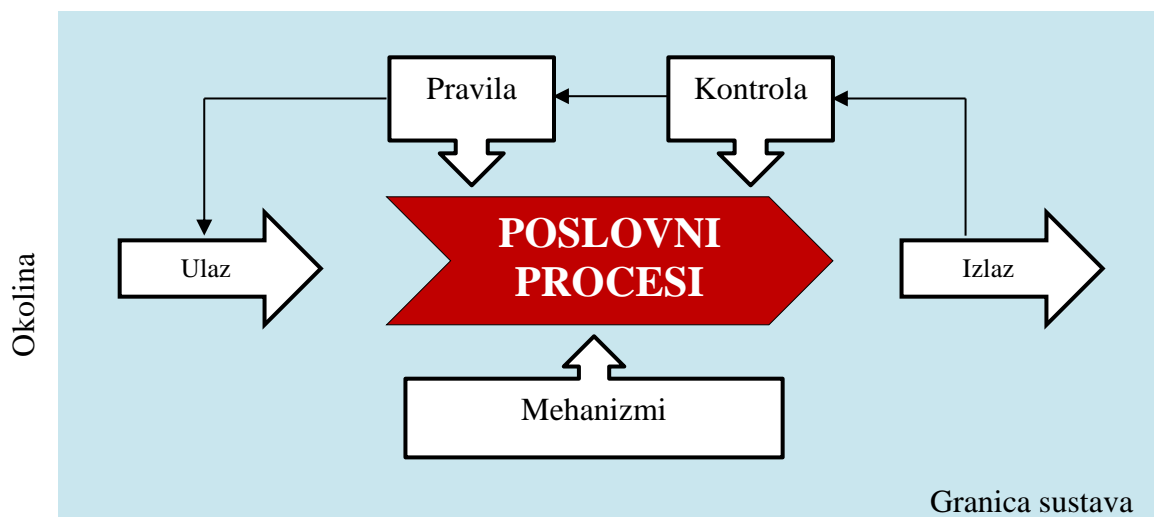 Pravila
Kontrola
POSLOVNI
PROCESI
Ulaz
Izlaz
Okolina
Mehanizmi
Granica sustava